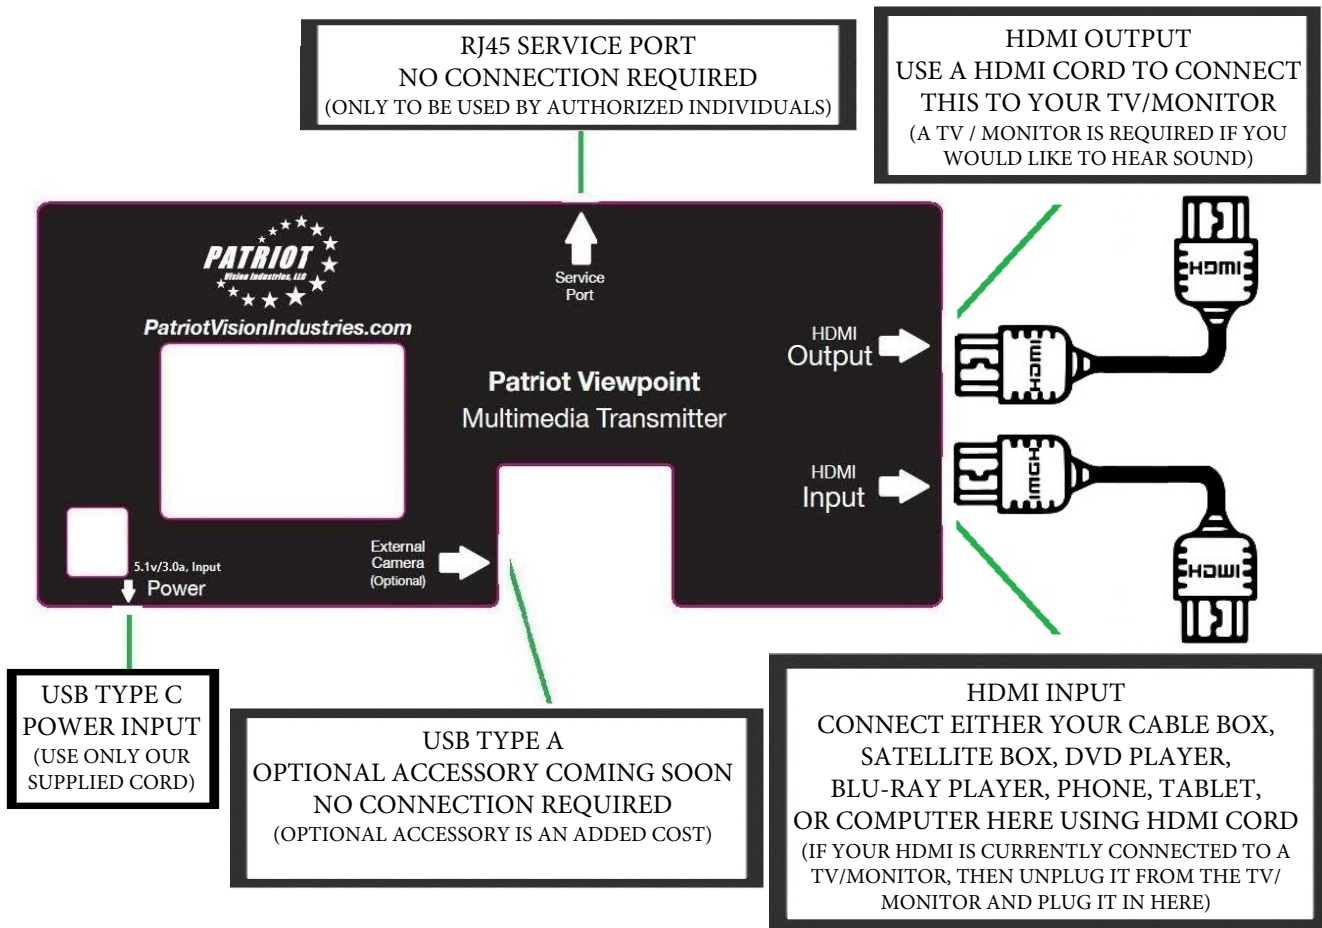 RJ45 SERVICE PORT
NO CONNECTION REQUIRED
(ONLY TO BE USED BY AUTHORIZED INDIVIDUALS)
HDMI OUTPUT
USE A HDMI CORD TO CONNECT
THIS TO YOUR TV/MONITOR
(A TV / MONITOR IS REQUIRED IF YOU
WOULD LIKE TO HEAR SOUND)
PATRIOT
Vision Industries, LLC
PatriotVisionIndustries.com
Service
Port
HDMI
Output
HDMI
HDMI
Patriot Viewpoint
Multimedia Transmitter
HDMI
Input
HDMI
HDMI
External
Camera
(Optional)
5.1v/3.0a, Input
Power
USB TYPE C
POWER INPUT
(USE ONLY OUR
SUPPLIED CORD)
USB TYPE A
OPTIONAL ACCESSORY COMING SOON
NO CONNECTION REQUIRED
(OPTIONAL ACCESSORY IS AN ADDED COST)
HDMI INPUT
CONNECT EITHER YOUR CABLE BOX,
SATELLITE BOX, DVD PLAYER,
BLU-RAY PLAYER, PHONE, TABLET,
OR COMPUTER HERE USING HDMI CORD
(IF YOUR HDMI IS CURRENTLY CONNECTED TO A
TV/MONITOR, THEN UNPLUG IT FROM THE TV/
MONITOR AND PLUG IT IN HERE)